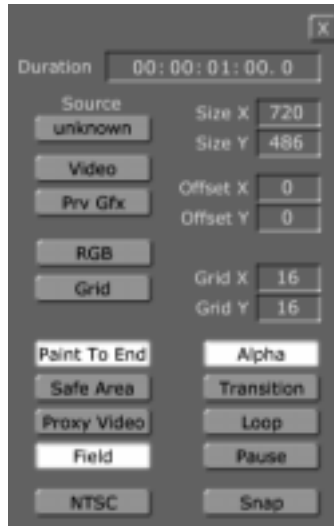 X
Duration 00:00:01:00. 0
Source
unknown
Size X 720
Size Y 486
Video
Prv Gfx
Offset X 0
Offset Y 0
RGB
Grid
Grid X 16
Grid Y 16
Paint To End Alpha
Safe Area Transition
Proxy Video Loop
Field Pause
NTSC Snap